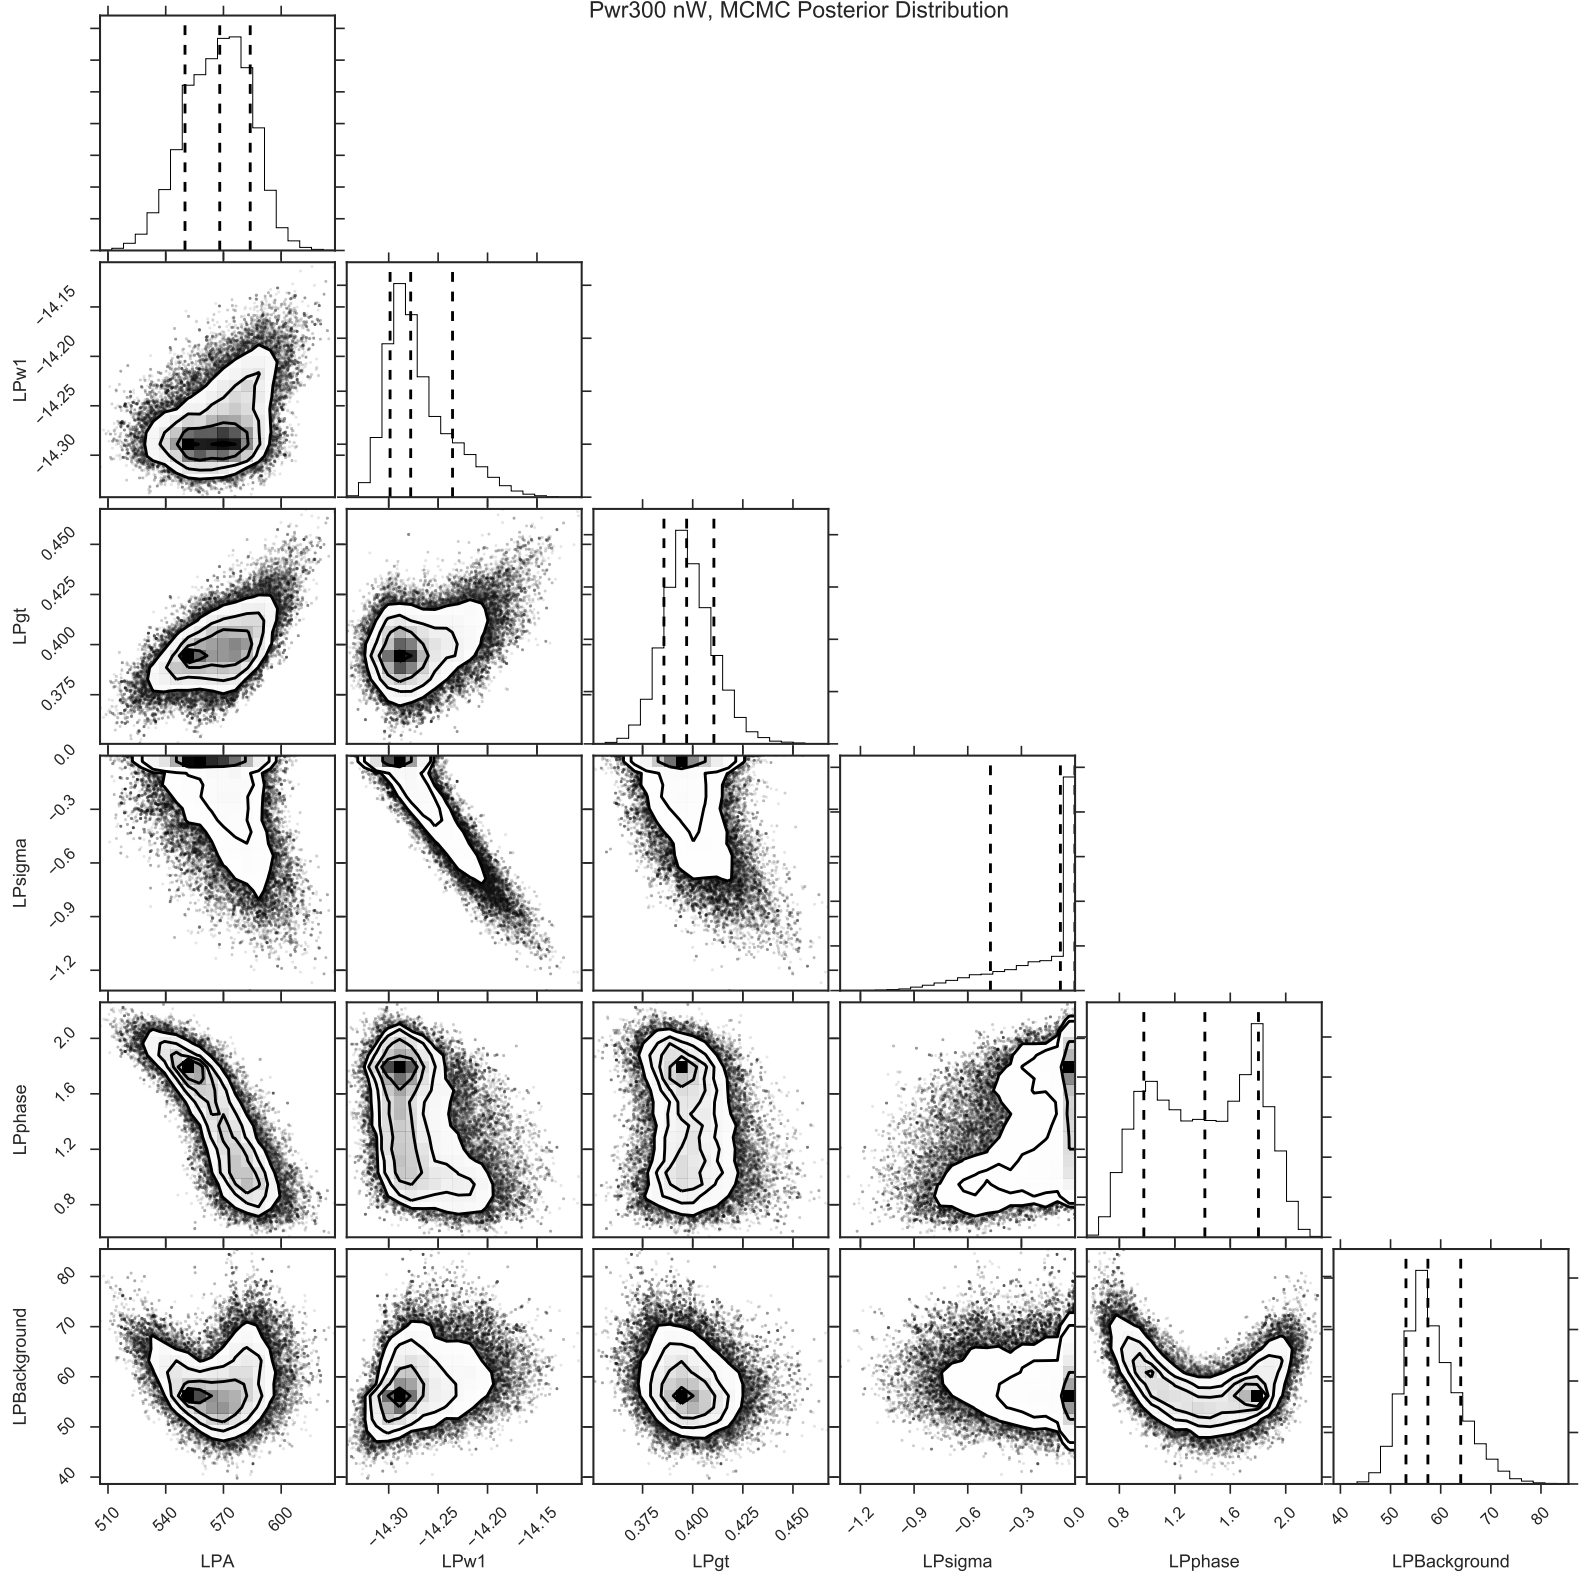 Pwr300 nW, MCMC Posterior Distribution
LPw1
−14.15
−14.20
−14.25
−14.30
LPgt
0.450
0.425
0.400
0.375
LPsigma
0.0
−0.3
−0.6
−0.9
−1.2
LPphase
2.0
1.6
1.2
0.8
LPBackground
80
70
60
50
40
510 540 570 600
−14.30 −14.25 −14.20 −14.15
0.375 0.400 0.425 0.450
−1.2 −0.9 −0.6 −0.3 0.0
0.8 1.2 1.6 2.0
40 50 60 70 80
LPA LPw1 LPgt LPsigma LPphase LPBackground